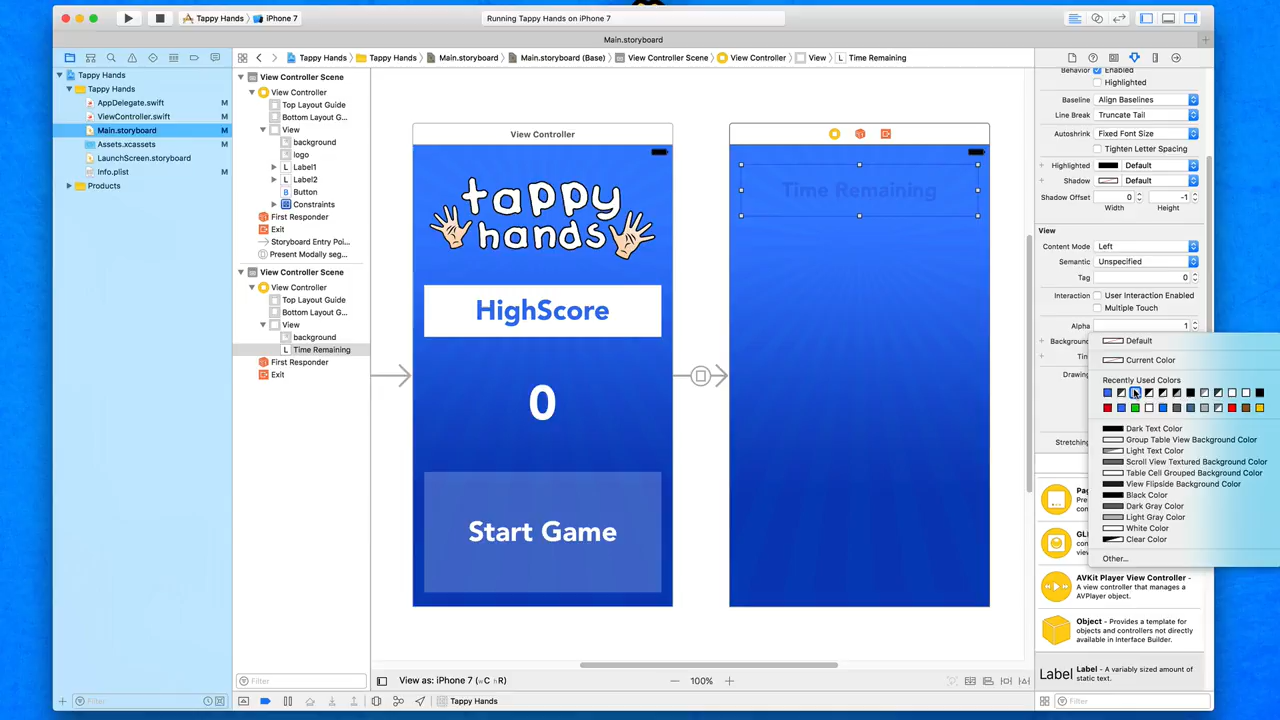 Tappy Hands
iPhone 7
Running Tappy Hands on iPhone 7
Main.storyboard
Tappy Hands
Tappy Hands
Main.storyboard
Main.storyboard (Base)
View Controller Scene
View Controller
View
L Time Remaining
Tappy Hands
Tappy Hands
AppDelegate.swift M
ViewController.swift M
Main.storyboard M
Assets.xcassets M
LaunchScreen.storyboard M
Info.plist M
Products
View Controller Scene
View Controller
Top Layout Guide
Bottom Layout G...
View
background
logo
L Label1
L Label2
B Button
Constraints
First Responder
Exit
Storyboard Entry Poi...
Present Modally seg...
View Controller Scene
View Controller
Top Layout Guide
Bottom Layout G...
View
background
L Time Remaining
First Responder
Exit
View Controller
tappy
hands
HighScore
0
Start Game
Time Remaining
Behavior Enabled
Highlighted
Baseline Align Baselines
Line Break Truncate Tail
Autoshrink Fixed Font Size
Tighten Letter Spacing
Highlighted Default
Shadow Default
Shadow Offset 0 -1
Width Height
View
Content Mode Left
Semantic Unspecified
Tag 0
Interaction User Interaction Enabled
Multiple Touch
Alpha 1
Default
Current Color
Recently Used Colors
Dark Text Color
Group Table View Background Color
Light Text Color
Scroll View Textured Background Color
Table Cell Grouped Background Color
View Flipside Background Color
Black Color
Dark Gray Color
Light Gray Color
White Color
Clear Color
Other...
Stretching
AVKit Player View Controller -
A view controller that manages a
AVPlayer object.
Object - Provides a template for
objects and controllers not directly
available in Interface Builder.
Label Label - A variably sized amount of
static text.
Filter
Filter
View as: iPhone 7 (wC hR)
100%
Tappy Hands
Filter